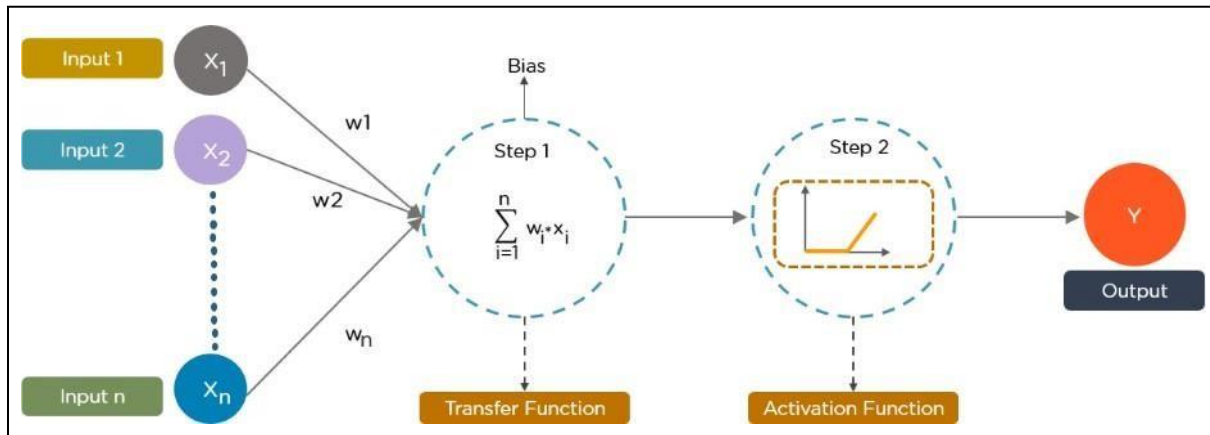 Input 1
X1
Input 2
X2
Input n
Xn
w1
w2
wn
Bias
Step 1
n
∑ wi*xi
i=1
Transfer Function
Step 2
Activation Function
Y
Output